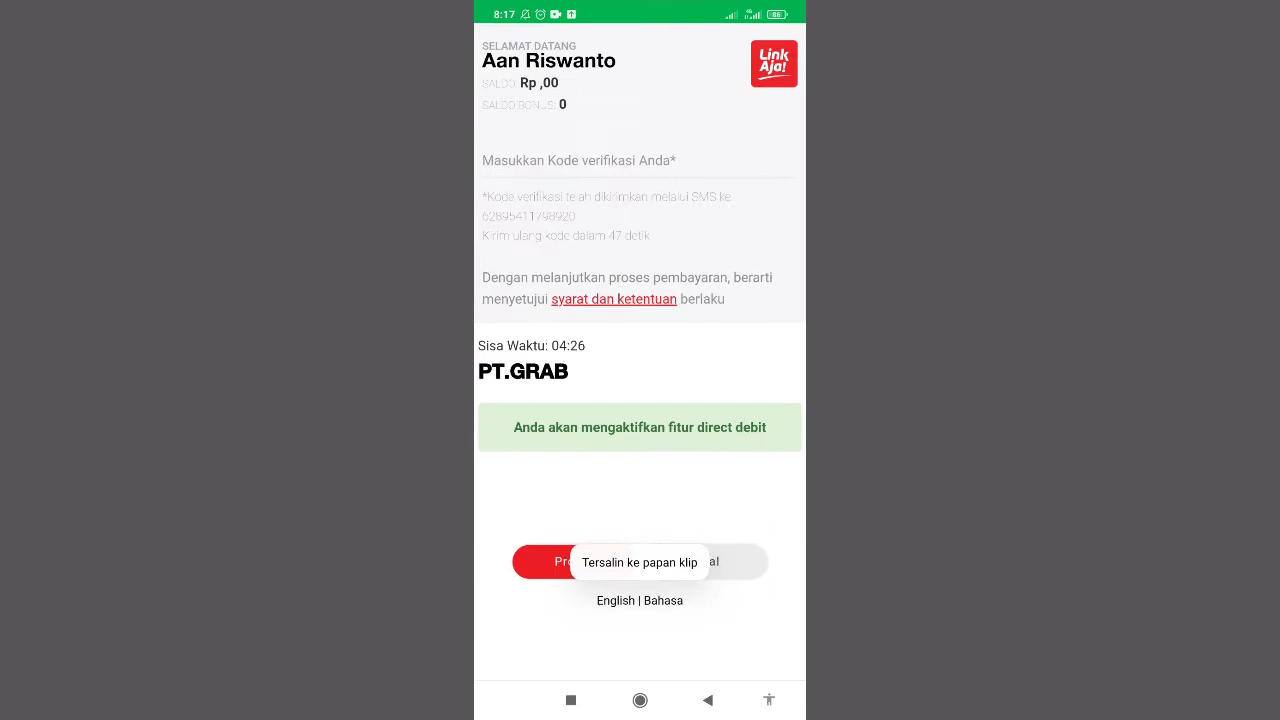 8:17
86
SELAMAT DATANG
Aan Riswanto
Link
Aja!
SALDO: Rp ,00
SALDO BONUS: 0
Masukkan Kode verifikasi Anda*
*Kode verifikasi telah dikirimkan melalui SMS ke
62895411798920
Kirim ulang kode dalam 47 detik
Dengan melanjutkan proses pembayaran, berarti
menyetujui syarat dan ketentuan berlaku
Sisa Waktu: 04:26
PT.GRAB
Anda akan mengaktifkan fitur direct debit
Tersalin ke papan klip
English | Bahasa